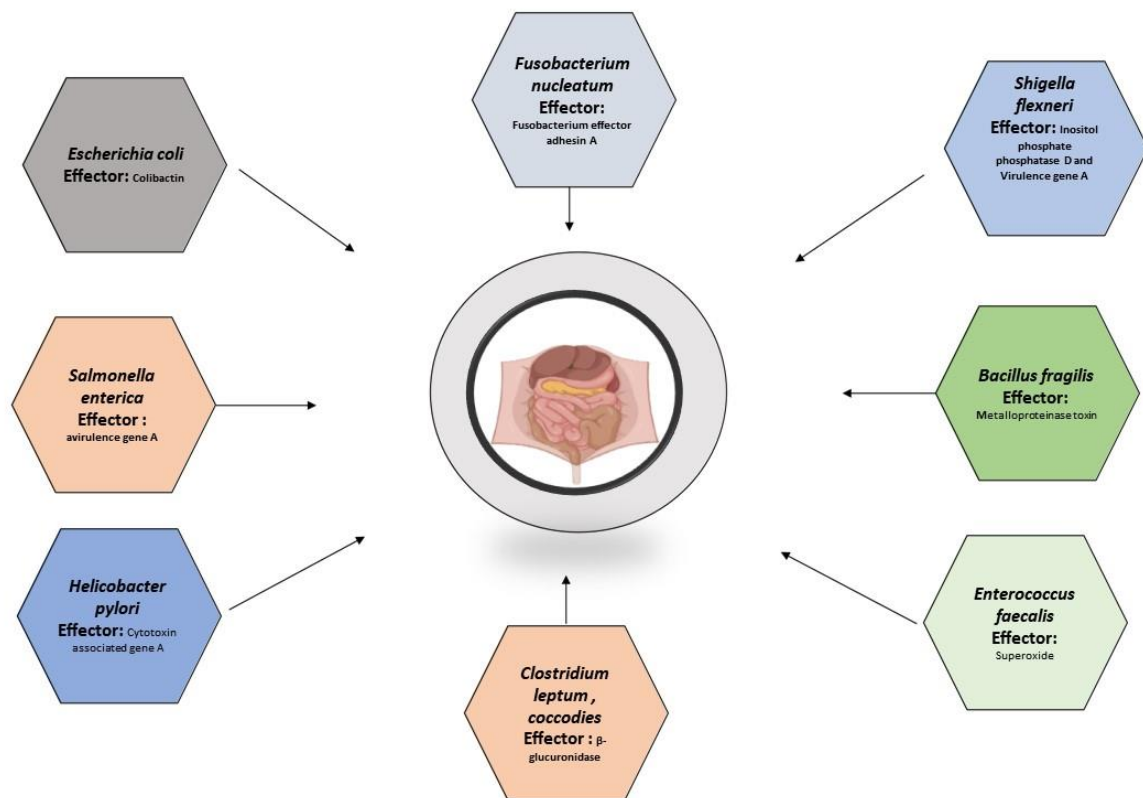 Fusobacterium
nucleatum
Effector:
Fusobacterium effector
adhesin A
Shigella
flexneri
Effector: Inositol
phosphate
phosphatase D and
Virulence gene A
Escherichia coli
Effector: Colibactin
Salmonella
enterica
Effector :
avirulence gene A
Bacillus fragilis
Effector:
Metalloproteinase toxin
Helicobacter
pylori
Effector: Cytotoxin
associated gene A
Enterococcus
faecalis
Effector:
Superoxide
Clostridium
leptum ,
coccodies
Effector : β-
glucuronidase